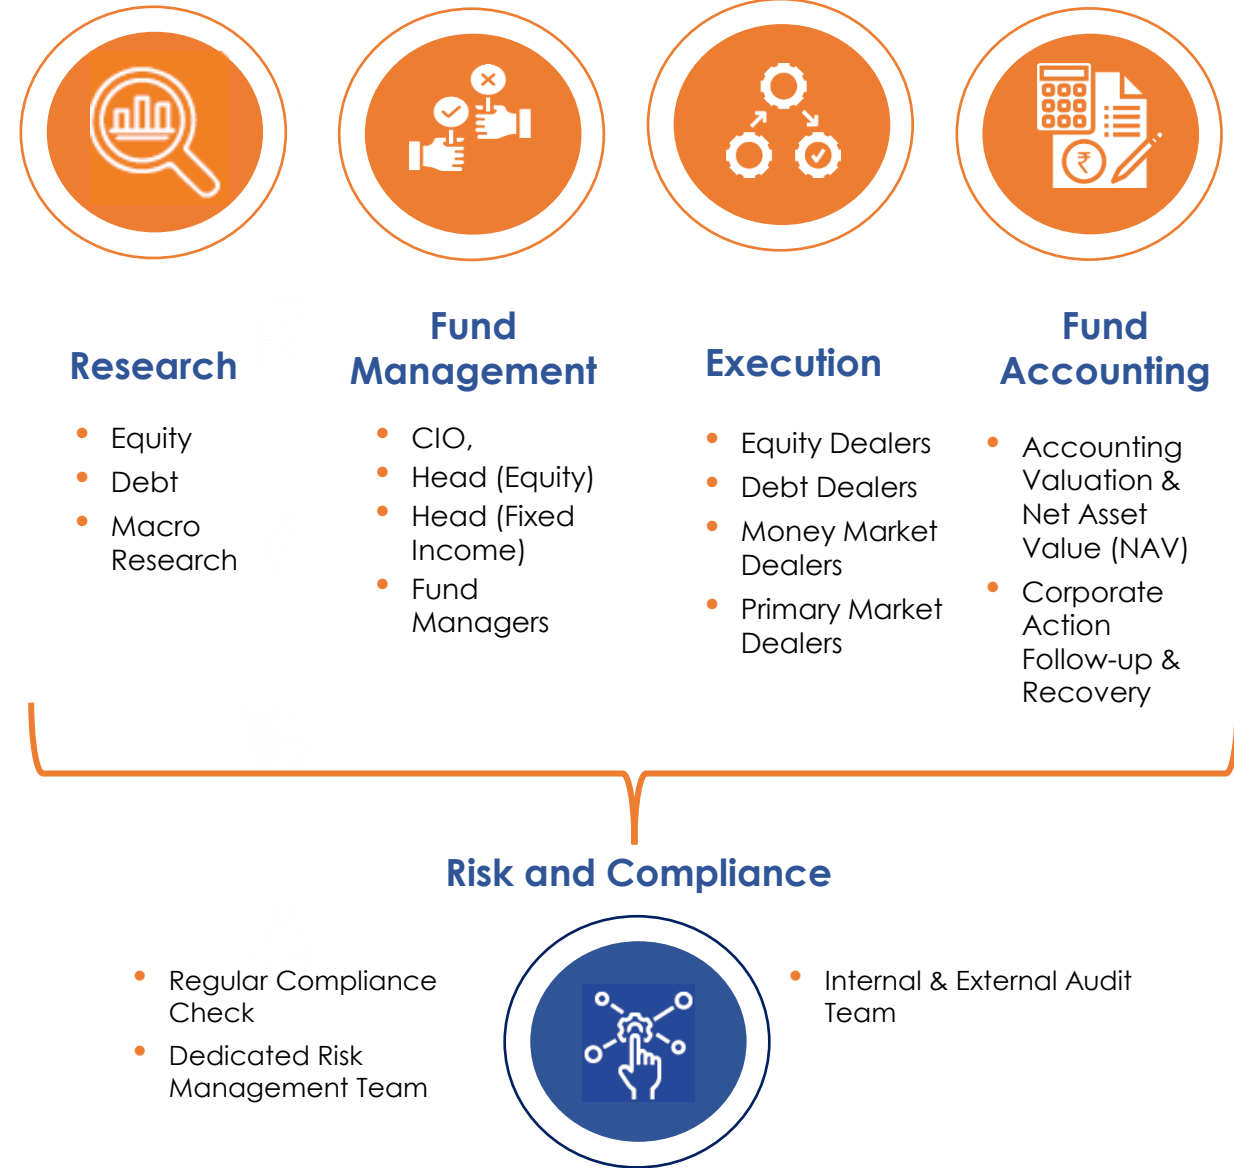 Research
Equity
Debt
Macro
Research
Fund
Management
CIO,
Head (Equity)
Head (Fixed
Income)
Fund
Managers
Execution
Equity Dealers
Debt Dealers
Money Market
Dealers
Primary Market
Dealers
₹
Fund
Accounting
Accounting
Valuation &
Net Asset
Value (NAV)
Corporate
Action
Follow-up &
Recovery
Risk and Compliance
Regular Compliance
Check
Dedicated Risk
Management Team
Internal & External Audit
Team